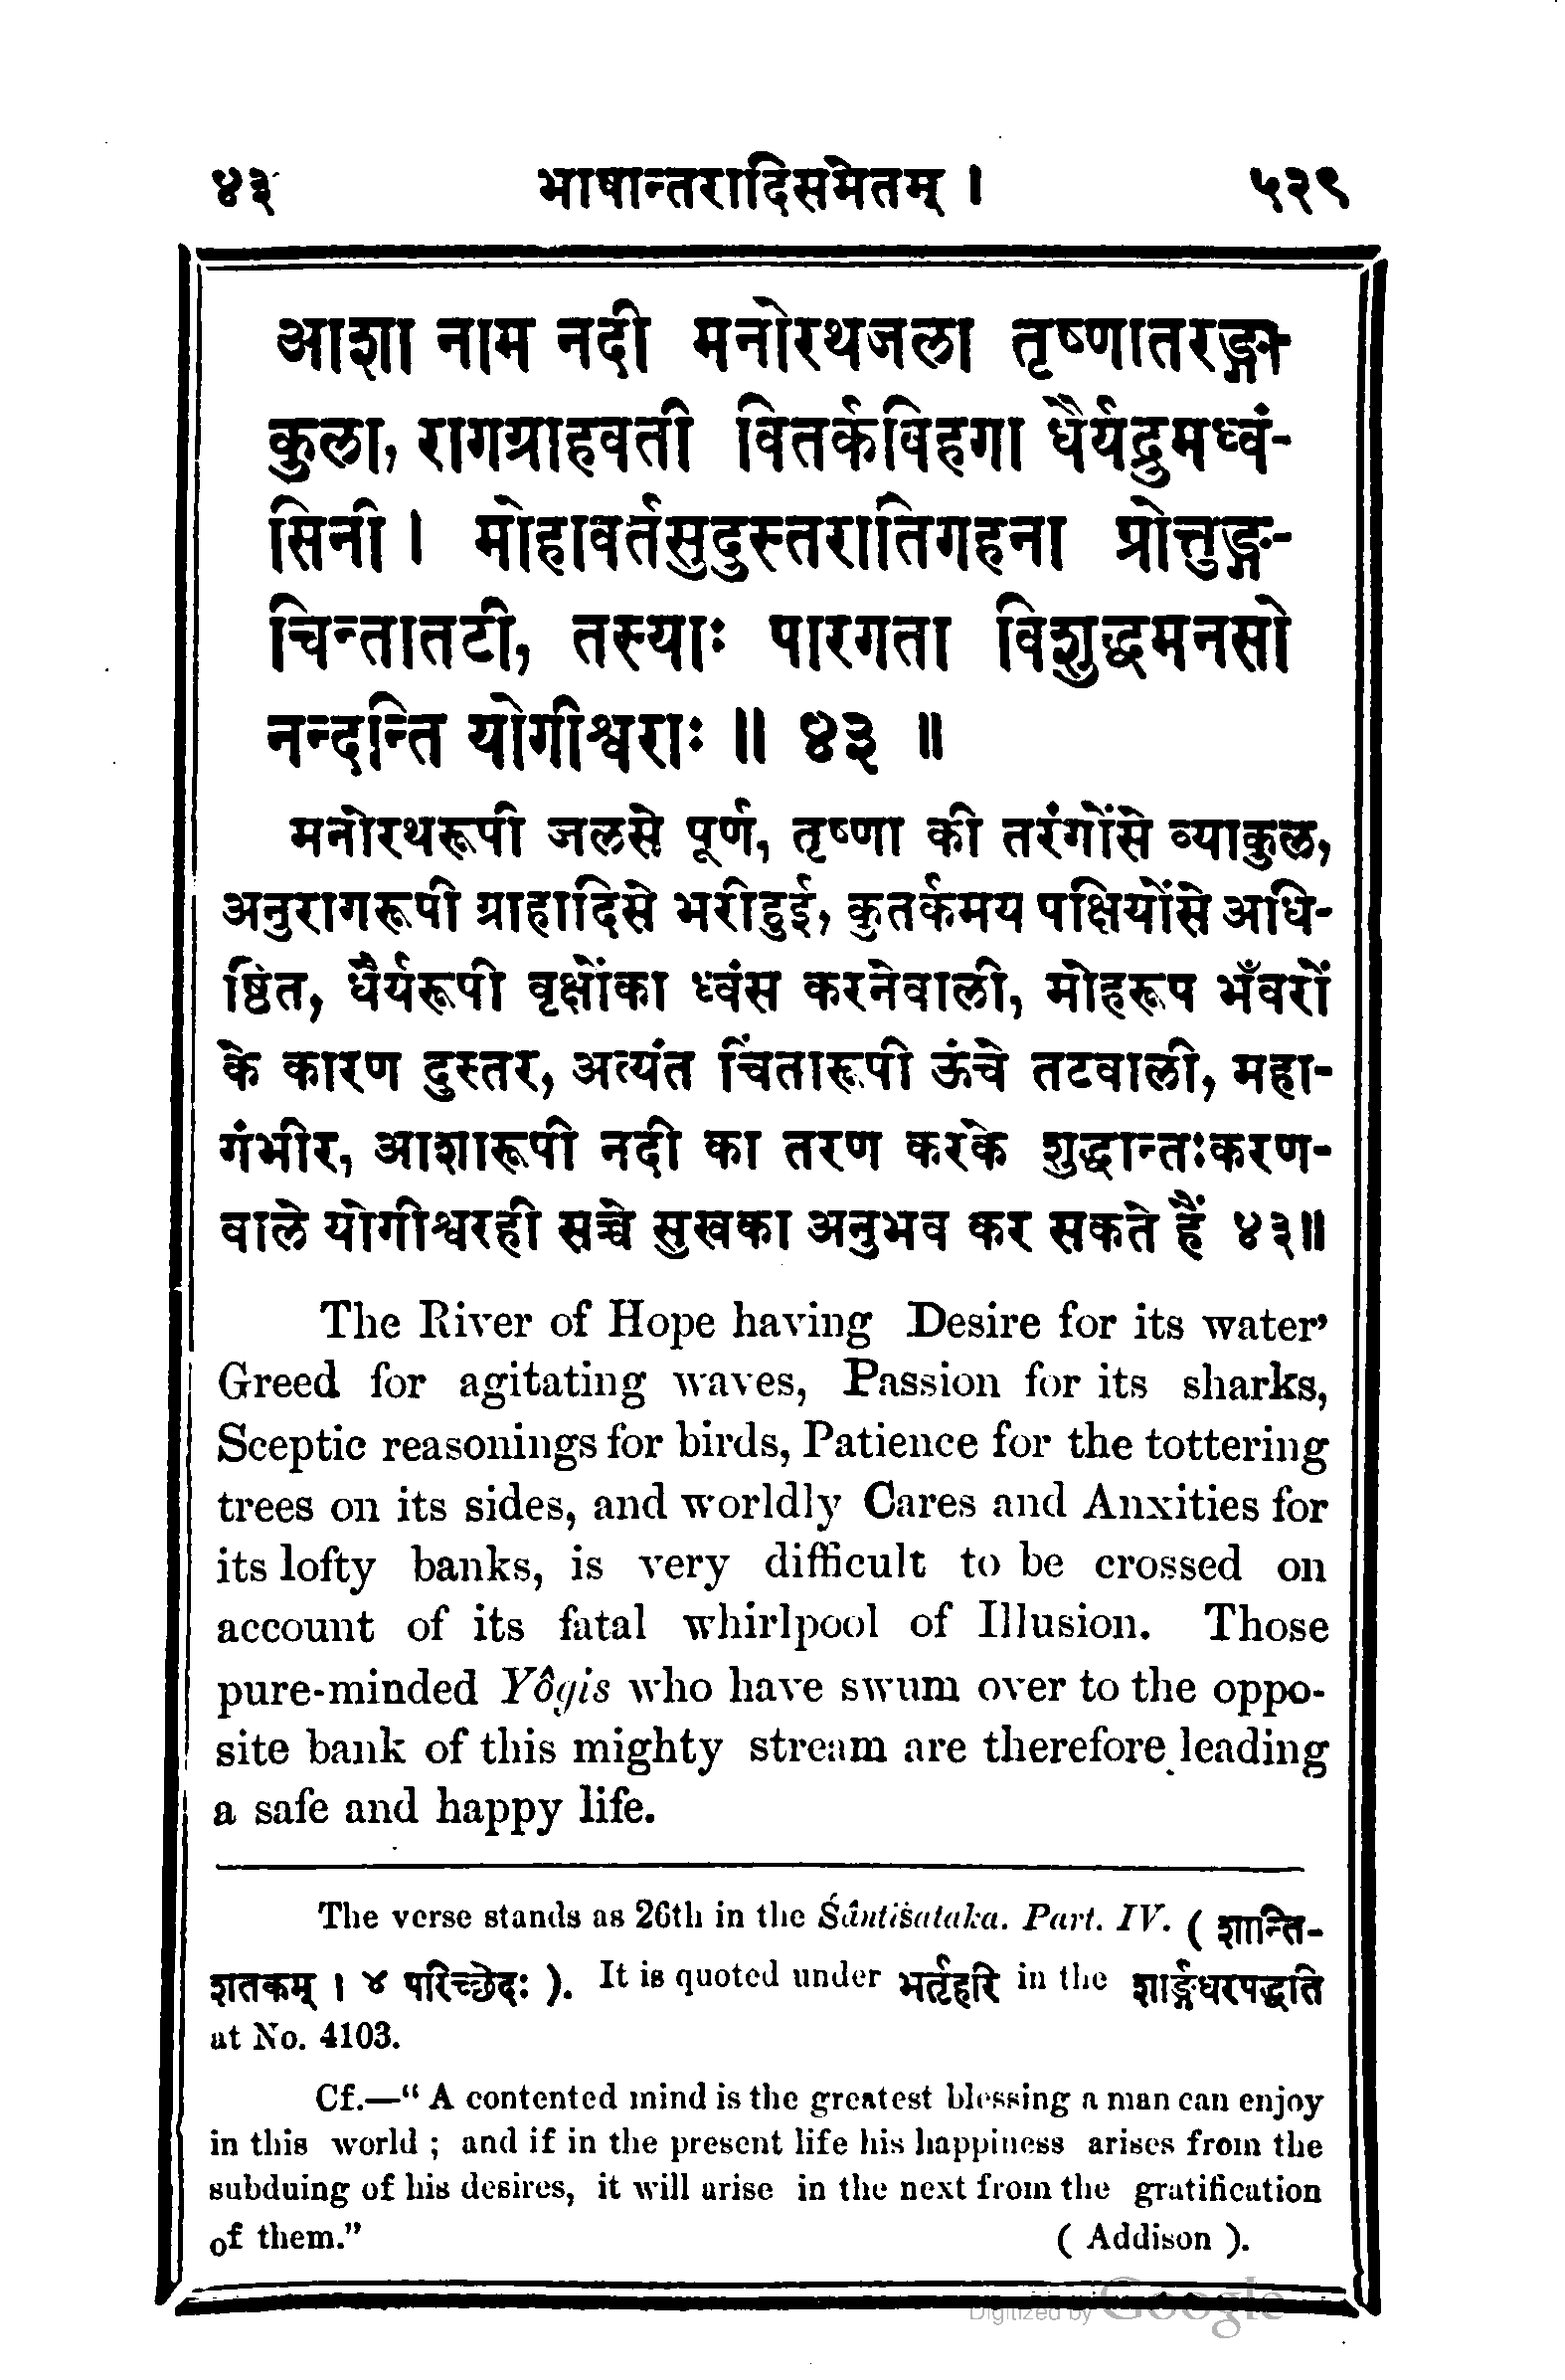 ४३ भाषान्तरादिसमेतम् । ५३९
आशा नाम नदी मनोरथजला तृष्णातरङ्गा-
कुला, रागग्राहवती वितर्कविहगा धैर्यद्रुमध्वं-
सिनी । मोहावर्तसुदुस्तरातिगहना प्रोत्तुङ्ग-
चिन्तातटी, तस्याः पारगता विशुद्धमनसो
नन्दन्ति योगीश्वराः ॥ ४३ ॥
मनोरथरूपी जलसे पूर्ण, तृष्णा की तरंगोंसे व्याकुल,
अनुरागरूपी ग्राहादिसे भरीहुई, कुतर्कमय पक्षियोंसे अधि-
ष्ठित, धैर्यरूपी वृक्षोंका ध्वंस करनेवाली, मोहरूप भँवरों
के कारण दुस्तर, अत्यंत चिंतारूपी ऊंचे तटवाली, महा-
गंभीर, आशारूपी नदी का तरण करके शुद्धान्तःकरण-
वाले योगीश्वरही सच्चे सुखका अनुभव कर सकते हैं ४३॥
The River of Hope having Desire for its water’
Greed for agitating waves, Passion for its sharks,
Sceptic reasonings for birds, Patience for the tottering
trees on its sides, and worldly Cares and Anxities for
its lofty banks, is very difficult to be crossed on
account of its fatal whirlpool of Illusion. Those
pure-minded Yôgis who have swum over to the oppo-
site bank of this mighty stream are therefore leading
a safe and happy life.
The verse stands as 26th in the Śântiśataka. Part. IV. ( शान्ति-
शतकम् । ४ परिच्छेदः ). It is quoted under भर्तृहरि in the शार्ङ्गधरपद्धति
at No. 4103.
Cf.—“ A contented mind is the greatest blessing a man can enjoy
in this world ; and if in the present life his happiness arises from the
subduing of his desires, it will arise in the next from the gratification
of them.” ( Addison ).
Digitized by Google